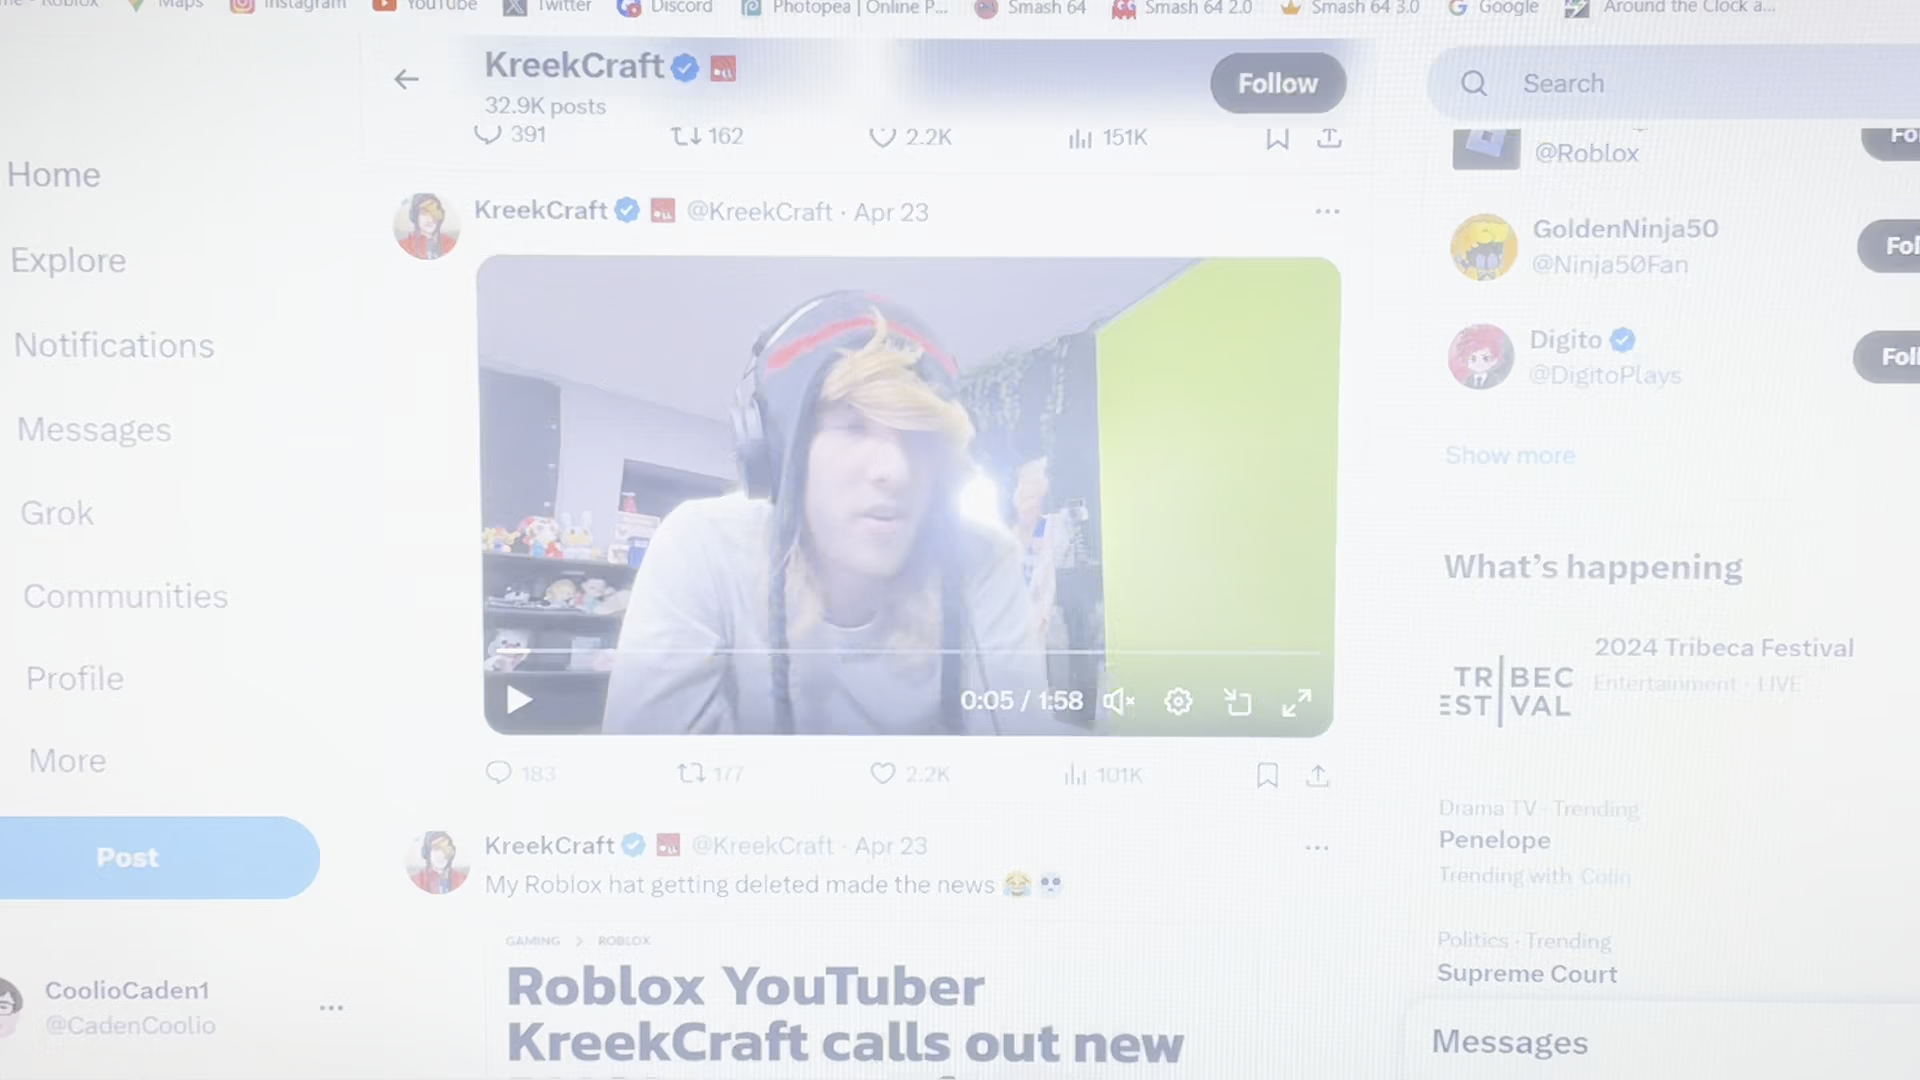 Roblox
Maps
Instagram
YouTube
Twitter
Discord
Photopea | Online P...
Smash 64
Smash 64 2.0
Smash 64 3.0
Google
Around the Clock a...
KreekCraft
32.9K posts
Follow
Search
391
162
2.2K
151K
Home
Explore
Notifications
Messages
Grok
Communities
Profile
More
Post
CoolioCaden1
@CadenCoolio
KreekCraft @KreekCraft · Apr 23
0:05 / 1:58
183
177
2.2K
101K
KreekCraft @KreekCraft · Apr 23
My Roblox hat getting deleted made the news 😂💀
GAMING > ROBLOX
Roblox YouTuber
KreekCraft calls out new
@Roblox
GoldenNinja50
@Ninja50Fan
Digito
@DigitoPlays
Show more
What's happening
2024 Tribeca Festival
Entertainment · LIVE
TR BEC
EST VAL
Drama TV · Trending
Penelope
Trending with Colin
Politics · Trending
Supreme Court
Messages